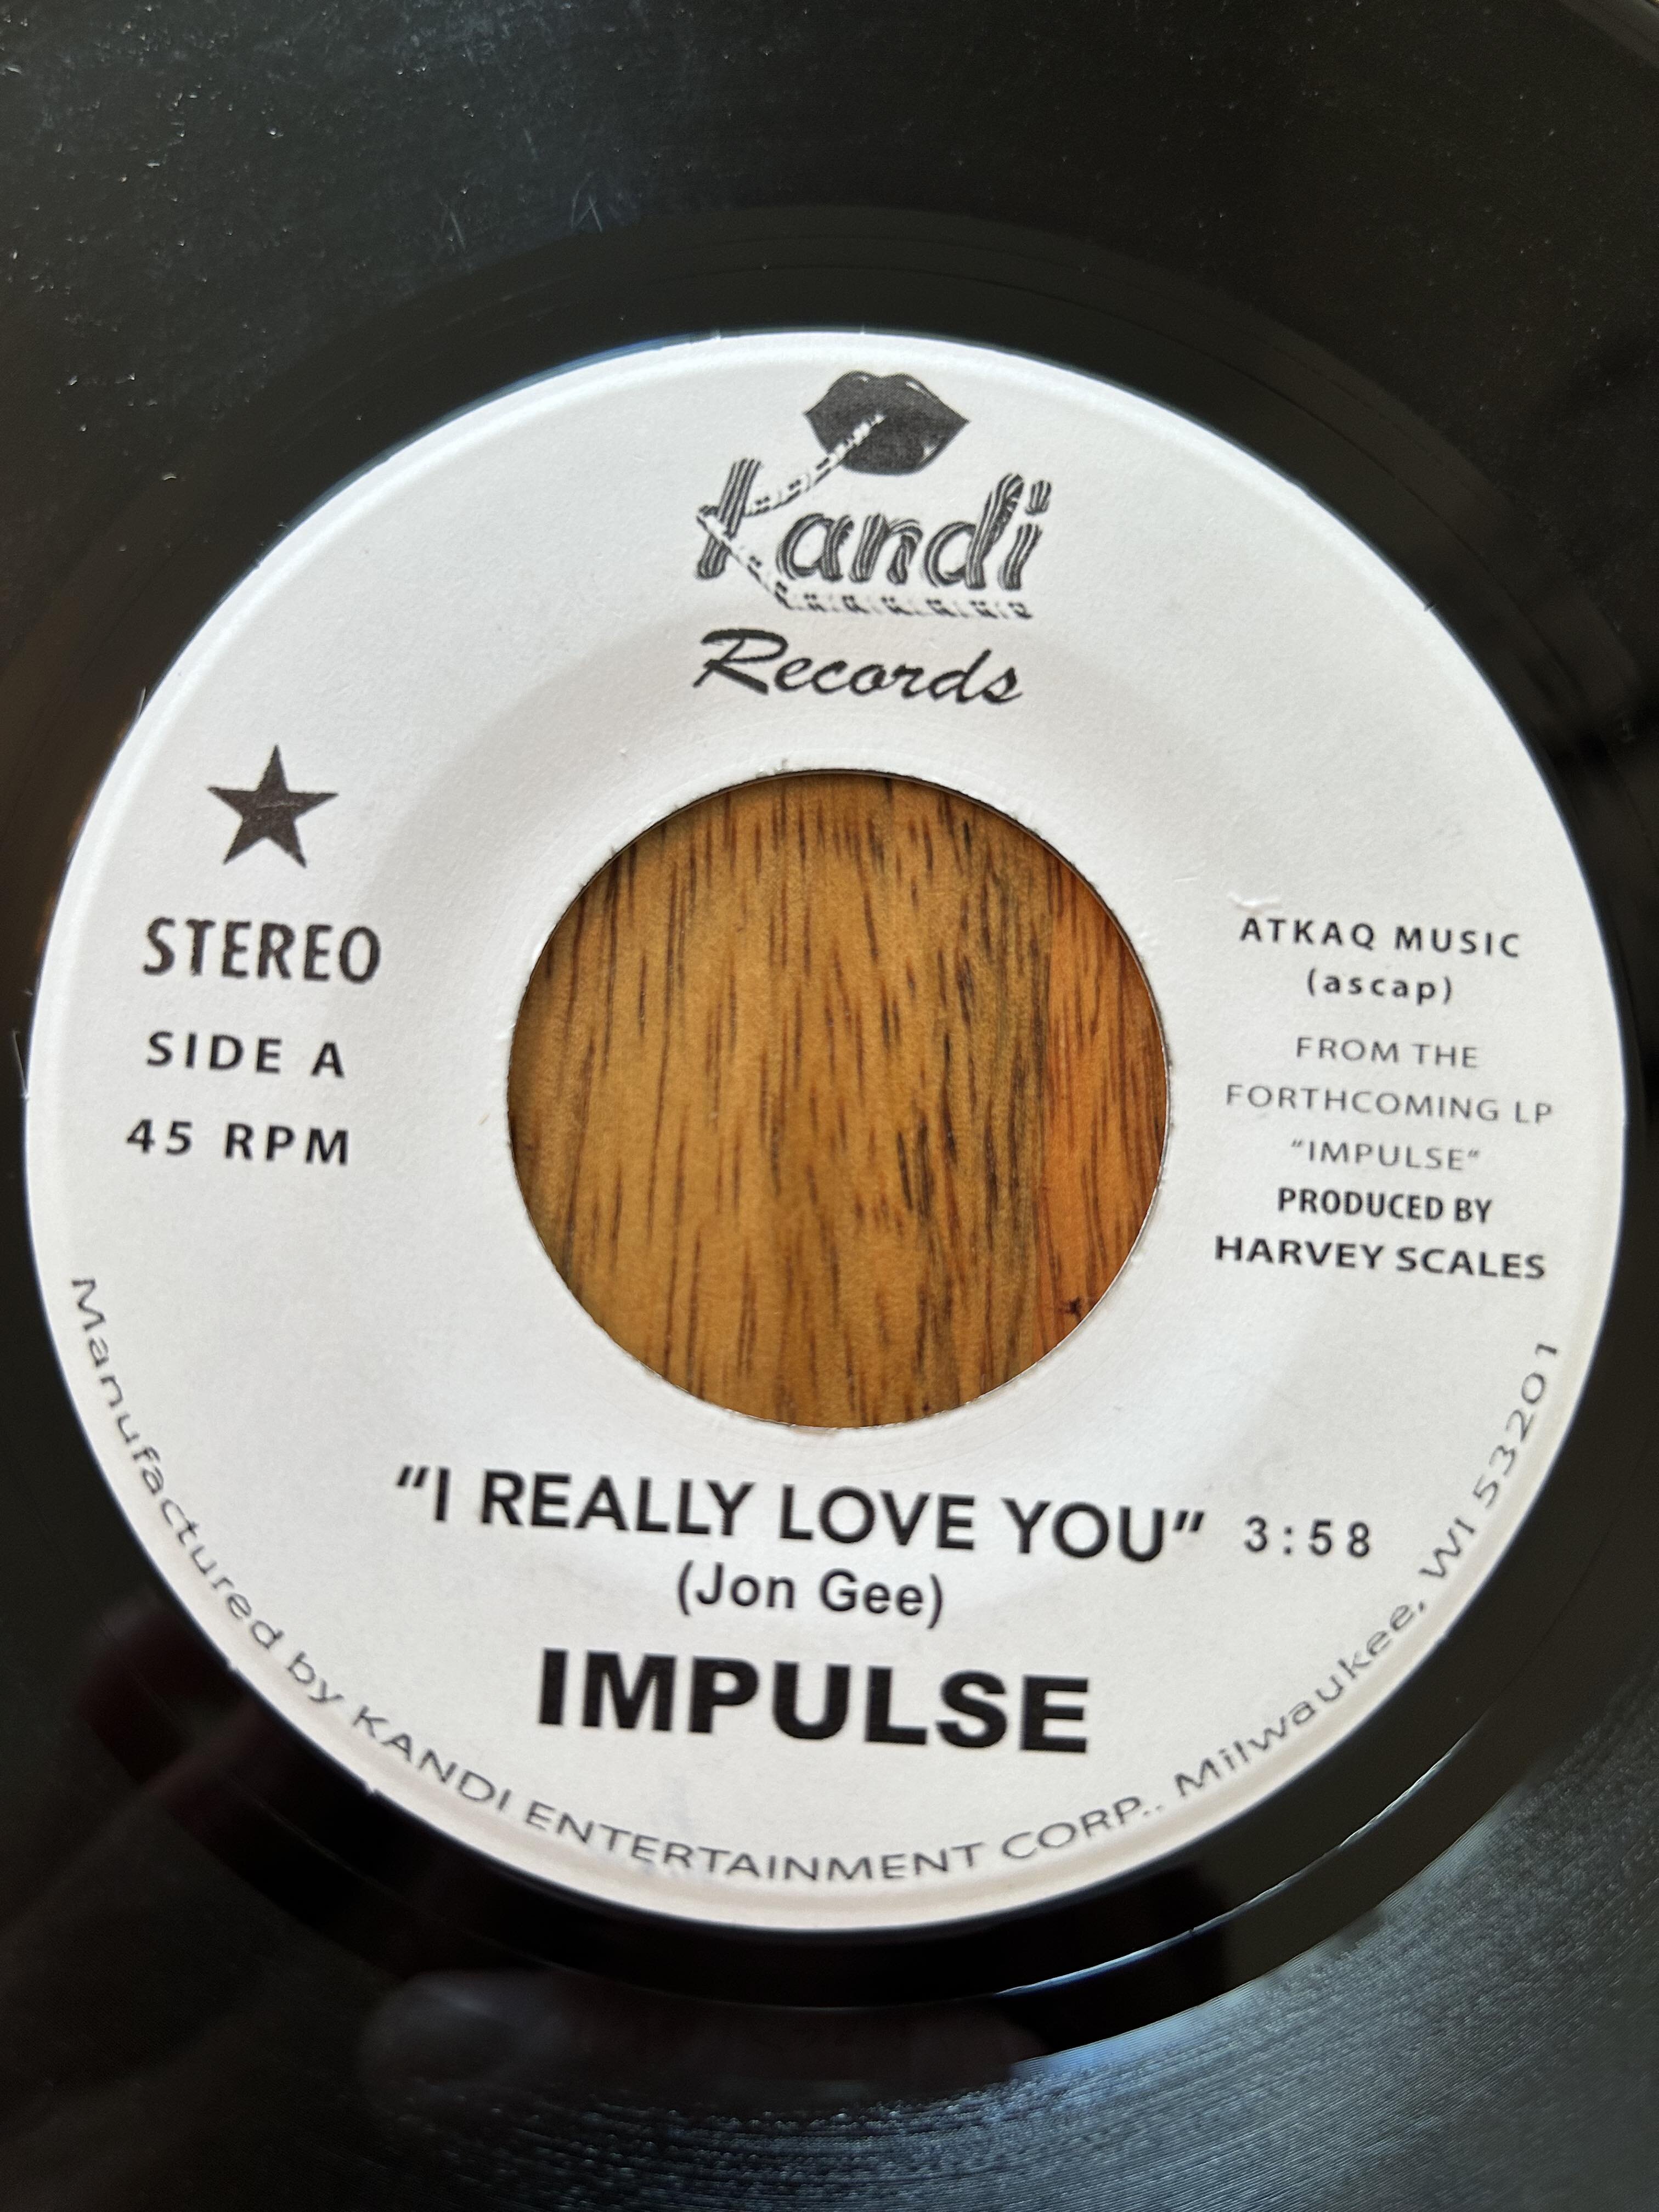 Kandi
Records
STEREO
SIDE A
45 RPM
ATKAQ MUSIC
(ascap)
FROM THE
FORTHCOMING LP
"IMPULSE"
PRODUCED BY
HARVEY SCALES
"I REALLY LOVE YOU" 3:58
(Jon Gee)
IMPULSE
Manufactured by KANDI ENTERTAINMENT CORP.. Milwaukee, WI 53201